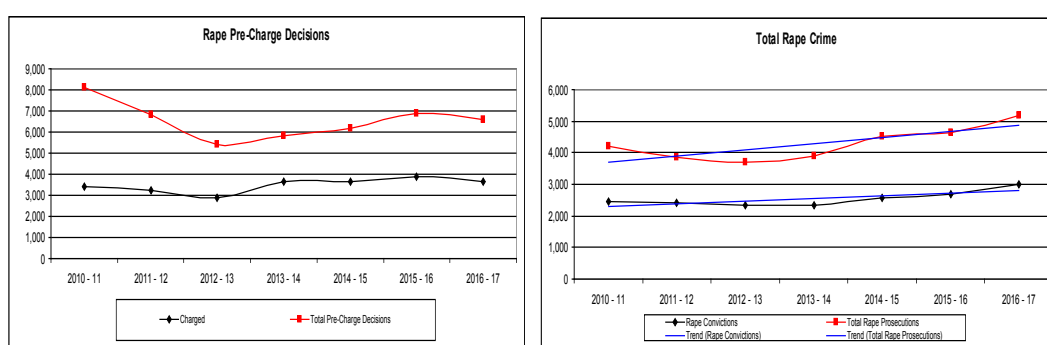 Rape Pre-Charge Decisions
9,000
8,000
7,000
6,000
5,000
4,000
3,000
2,000
1,000
0
2010 - 11 2011 - 12 2012 - 13 2013 - 14 2014 - 15 2015 - 16 2016 - 17
Charged Total Pre-Charge Decisions
Total Rape Crime
6,000
5,000
4,000
3,000
2,000
1,000
0
2010 - 11 2011 - 12 2012 - 13 2013 - 14 2014 - 15 2015 - 16 2016 - 17
Rape Convictions Total Rape Prosecutions
Trend (Rape Convictions) Trend (Total Rape Prosecutions)